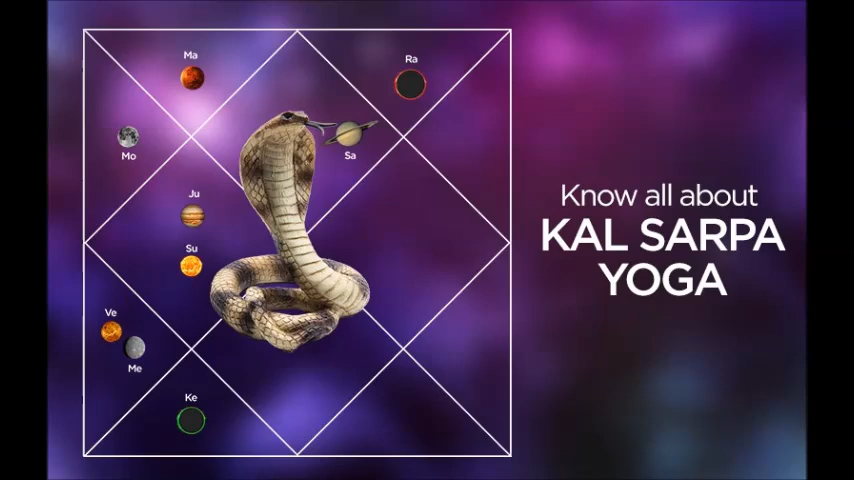 Ma
Ra
Mo
Sa
Ju
Su
Ve
Me
Ke
Know all about
KAL SARPA
YOGA